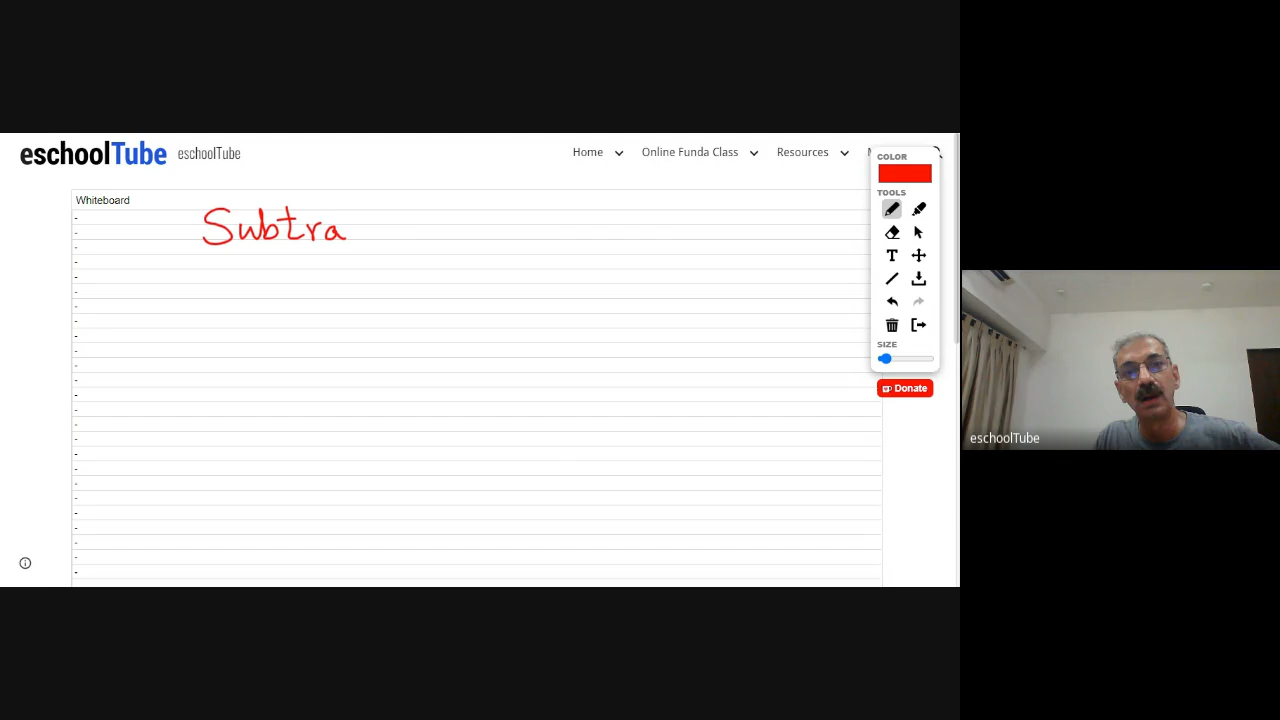 eschoolTube eschoolTube Home Online Funda Class Resources
COLOR
Whiteboard
Subtra
TOOLS
T
SIZE
Donate
eschoolTube